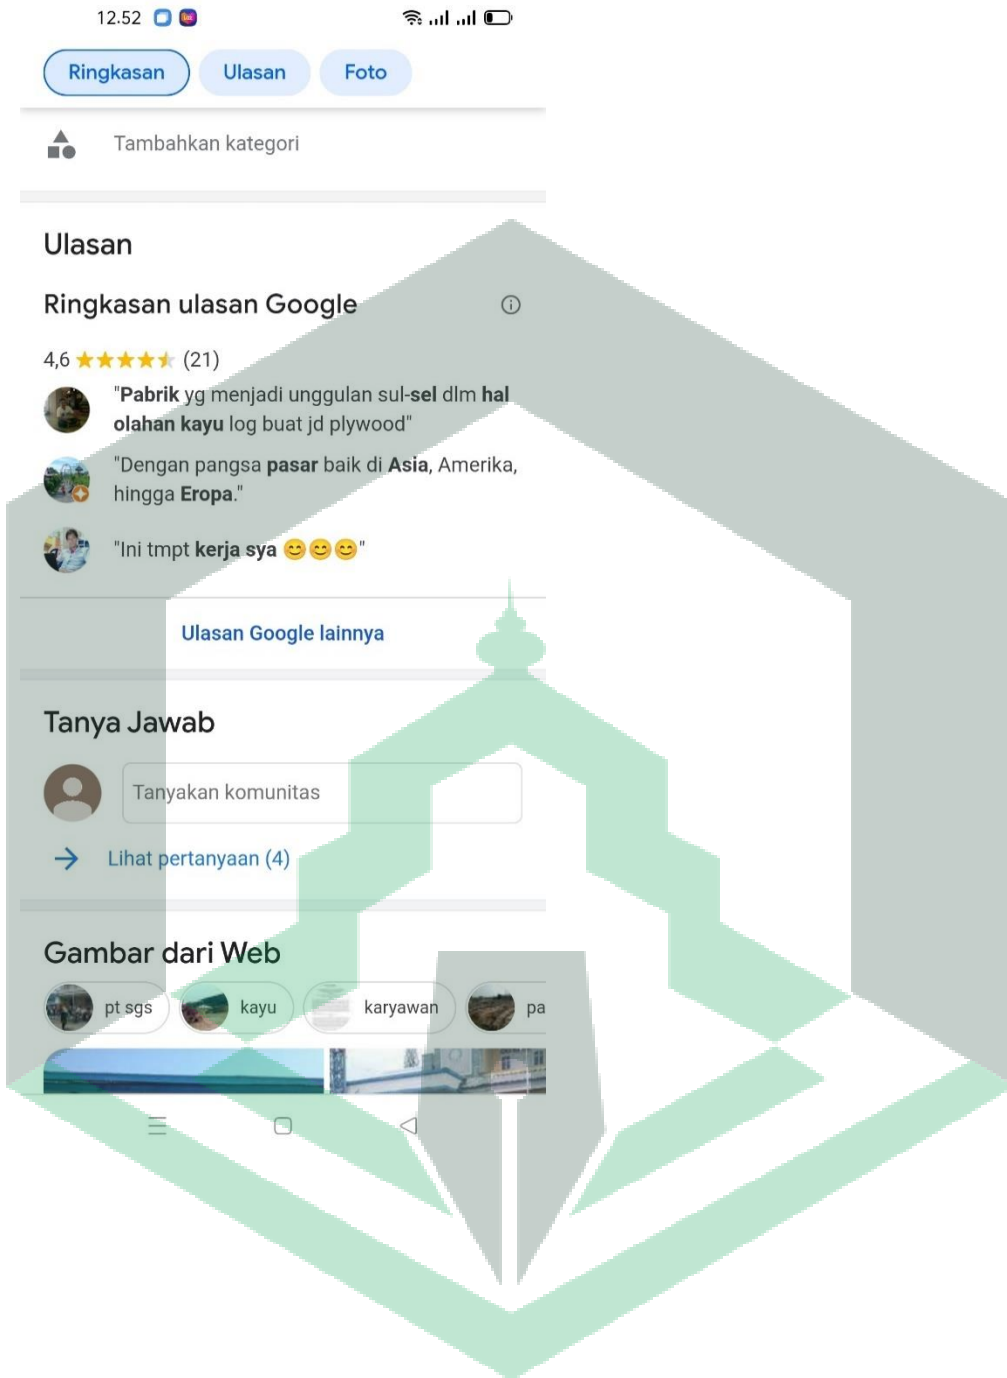 12.52
Ringkasan Ulasan Foto
Tambahkan kategori
Ulasan
Ringkasan ulasan Google
4,6 (21)
"Pabrik yg menjadi unggulan sul-sel dlm hal
olahan kayu log buat jd plywood"
"Dengan pangsa pasar baik di Asia, Amerika,
hingga Eropa."
"Ini tmpt kerja sya 😊😊😊"
Ulasan Google lainnya
Tanya Jawab
Tanyakan komunitas
Lihat pertanyaan (4)
Gambar dari Web
pt sgs kayu karyawan pa